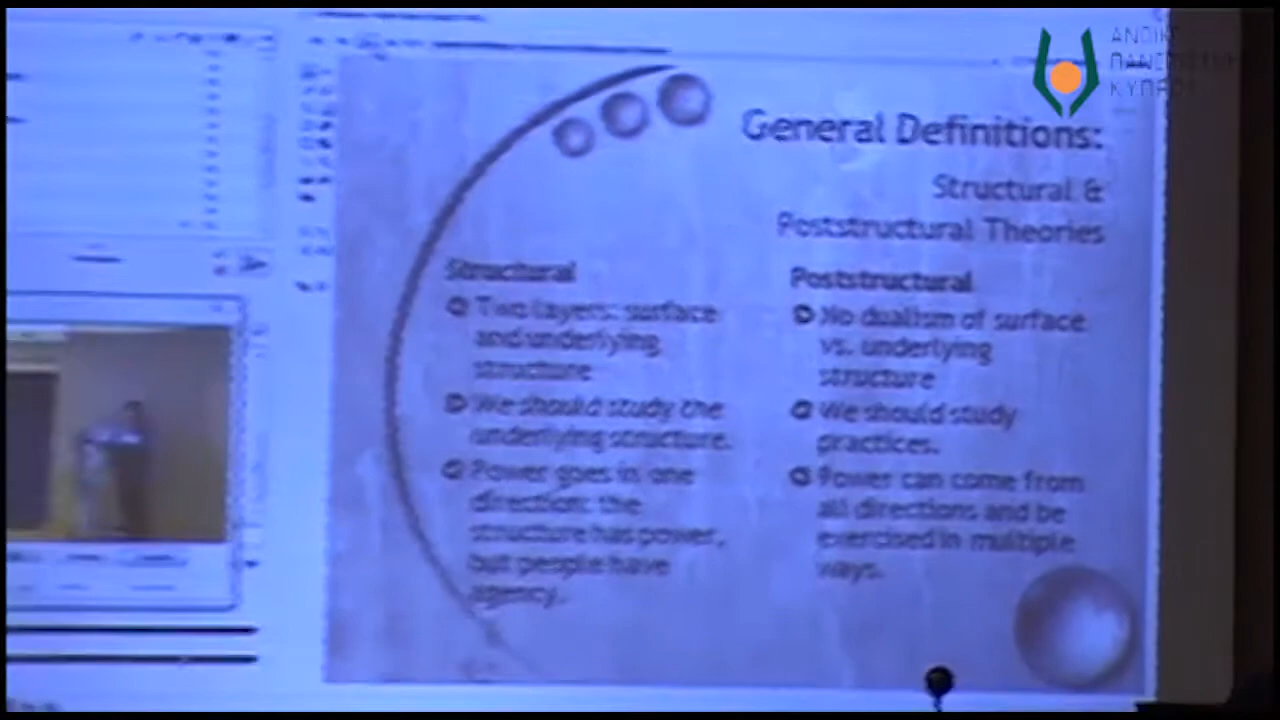 ΚΥΠΡΟΥ
General Definitions:
Structural &
Poststructural Theories
Structural
Two layers: surface
and underlying
structure
We should study the
underlying structure.
Power goes in one
direction: the
structure has power,
but people have
agency.
Poststructural
No dualism of surface
vs. underlying
structure
We should study
practices.
Power can come from
all directions and be
exercised in multiple
ways.